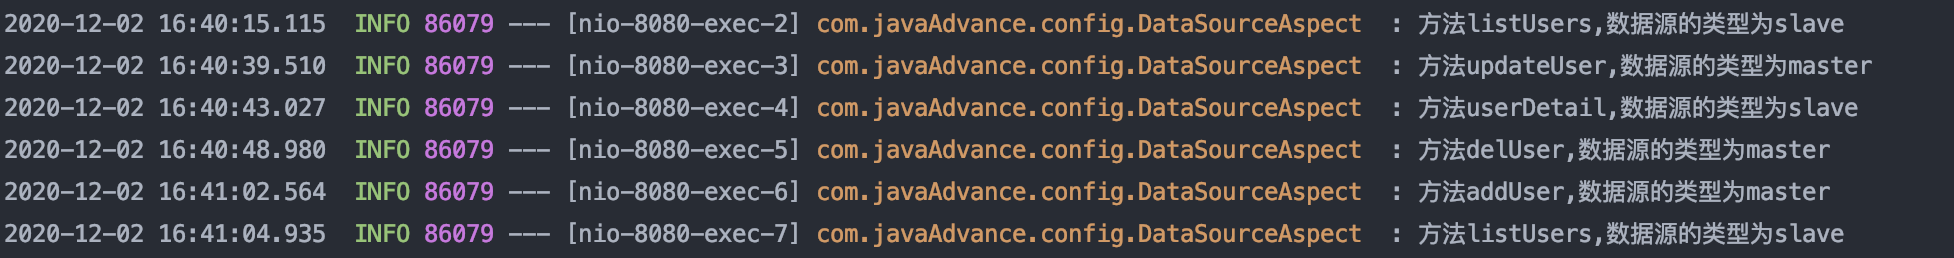 2020-12-02 16:40:15.115  INFO 86079 --- [nio-8080-exec-2] com.javaAdvance.config.DataSourceAspect  : 方法listUsers,数据源的类型为slave
2020-12-02 16:40:39.510  INFO 86079 --- [nio-8080-exec-3] com.javaAdvance.config.DataSourceAspect  : 方法updateUser,数据源的类型为master
2020-12-02 16:40:43.027  INFO 86079 --- [nio-8080-exec-4] com.javaAdvance.config.DataSourceAspect  : 方法userDetail,数据源的类型为slave
2020-12-02 16:40:48.980  INFO 86079 --- [nio-8080-exec-5] com.javaAdvance.config.DataSourceAspect  : 方法delUser,数据源的类型为master
2020-12-02 16:41:02.564  INFO 86079 --- [nio-8080-exec-6] com.javaAdvance.config.DataSourceAspect  : 方法addUser,数据源的类型为master
2020-12-02 16:41:04.935  INFO 86079 --- [nio-8080-exec-7] com.javaAdvance.config.DataSourceAspect  : 方法listUsers,数据源的类型为slave